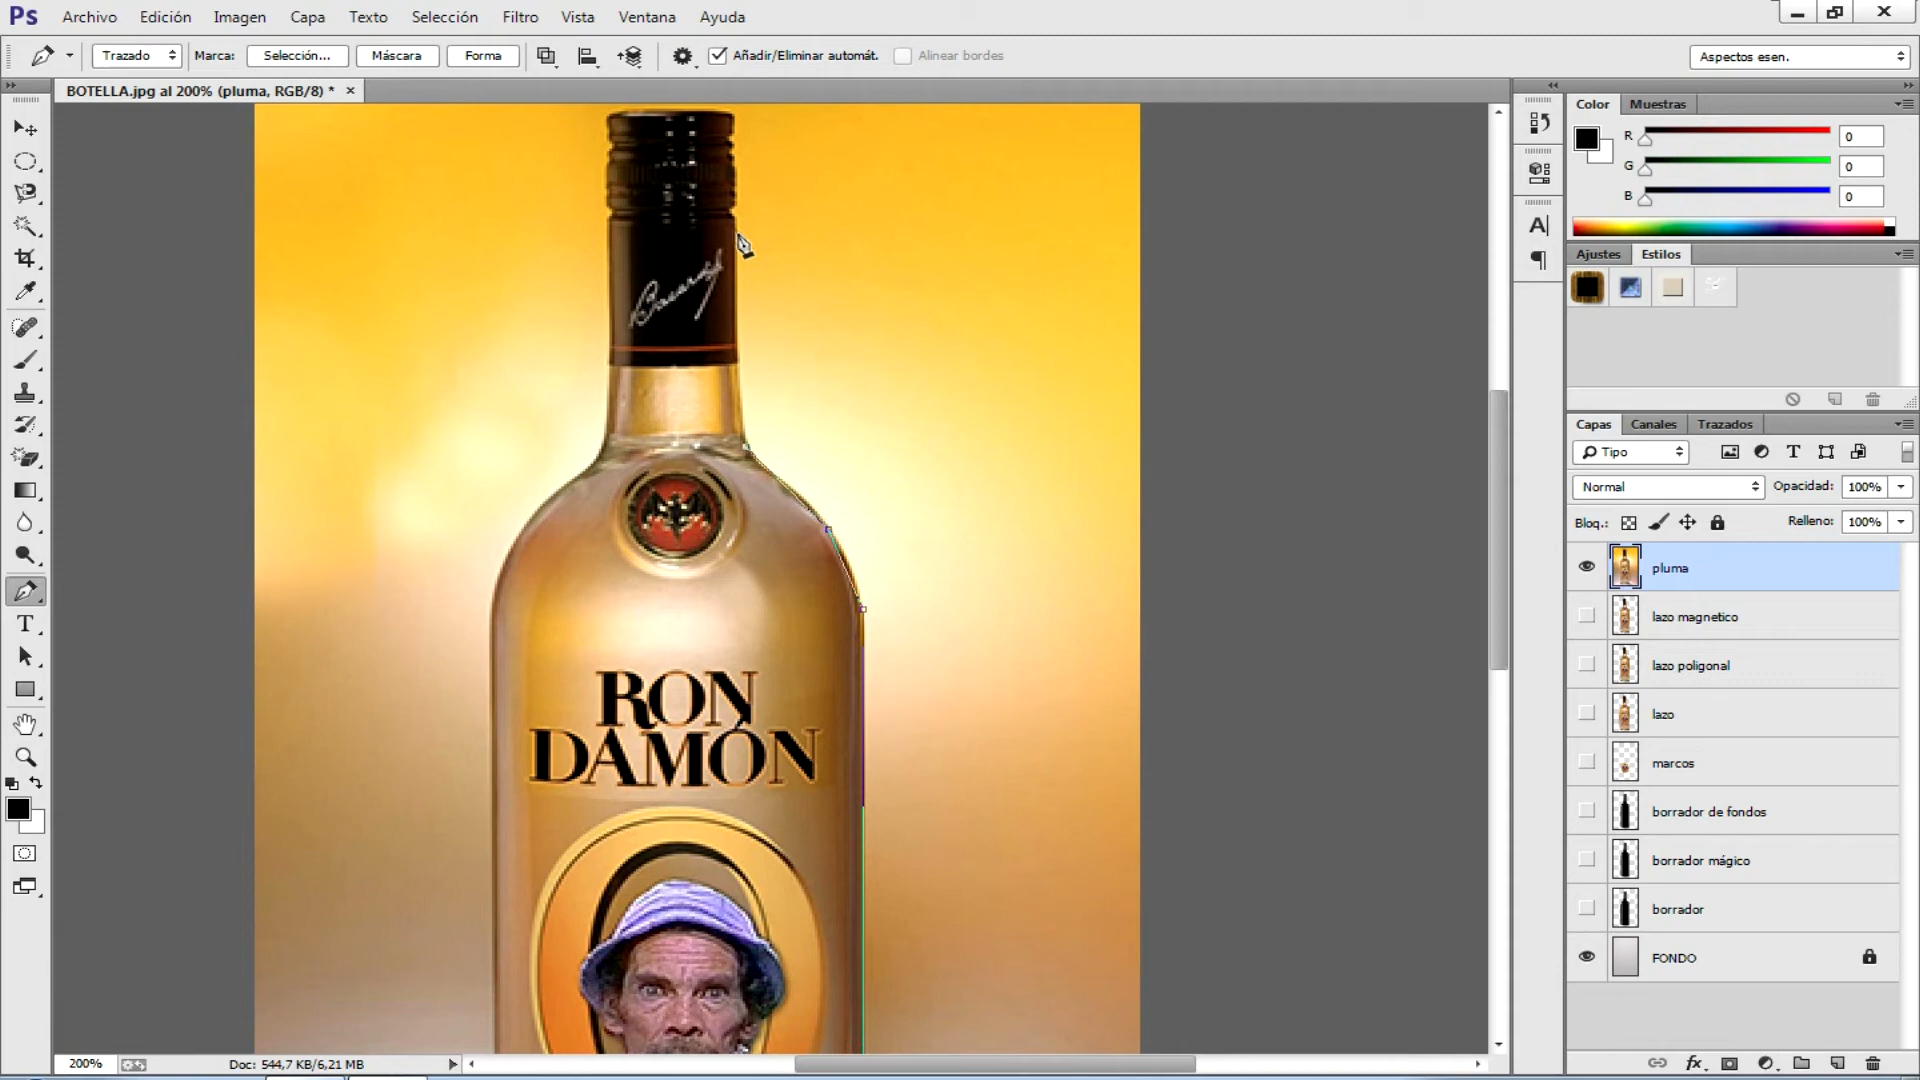 Ps Archivo Edición Imagen Capa Texto Selección Filtro Vista Ventana Ayuda
Trazado Marca: Selección... Máscara Forma Añadir/Eliminar automát. Alinear bordes Aspectos esen.
BOTELLA.jpg al 200% (pluma, RGB/8) * ×
Color Muestras
R 0
G 0
B 0
Ajustes Estilos
Capas Canales Trazados
Tipo
Normal Opacidad: 100%
Bloq.: Relleno: 100%
pluma
lazo magnetico
lazo poligonal
lazo
marcos
borrador de fondos
borrador mágico
borrador
FONDO
RON
DAMÓN
200% Doc: 544,7 KB/6,21 MB